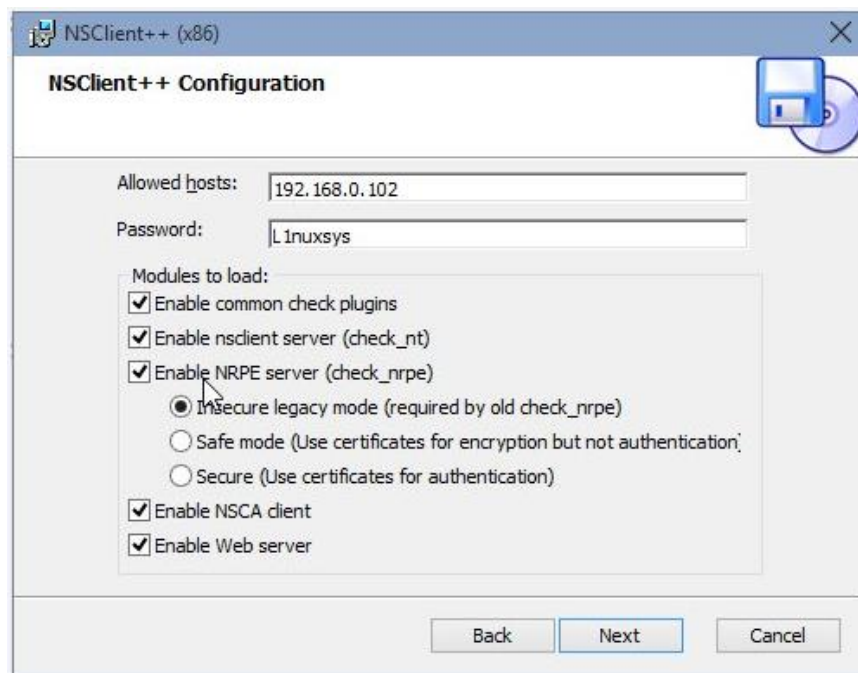 NSClient++ (x86)
NSClient++ Configuration
Allowed hosts: 192.168.0.102
Password: L1nuxsys
Modules to load:
Enable common check plugins
Enable nsclient server (check_nt)
Enable NRPE server (check_nrpe)
Insecure legacy mode (required by old check_nrpe)
Safe mode (Use certificates for encryption but not authentication)
Secure (Use certificates for authentication)
Enable NSCA client
Enable Web server
Back Next Cancel